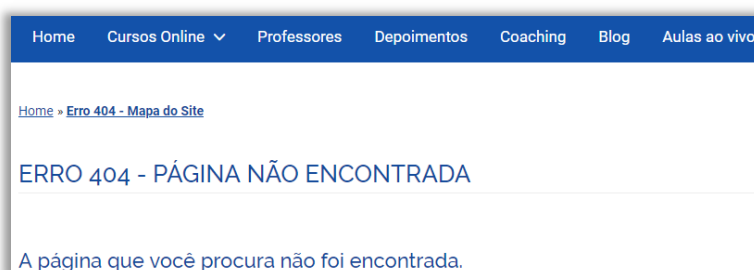 Home Cursos Online Professores Depoimentos Coaching Blog Aulas ao vivo
Home » Erro 404 - Mapa do Site
ERRO 404 - PÁGINA NÃO ENCONTRADA
A página que você procura não foi encontrada.